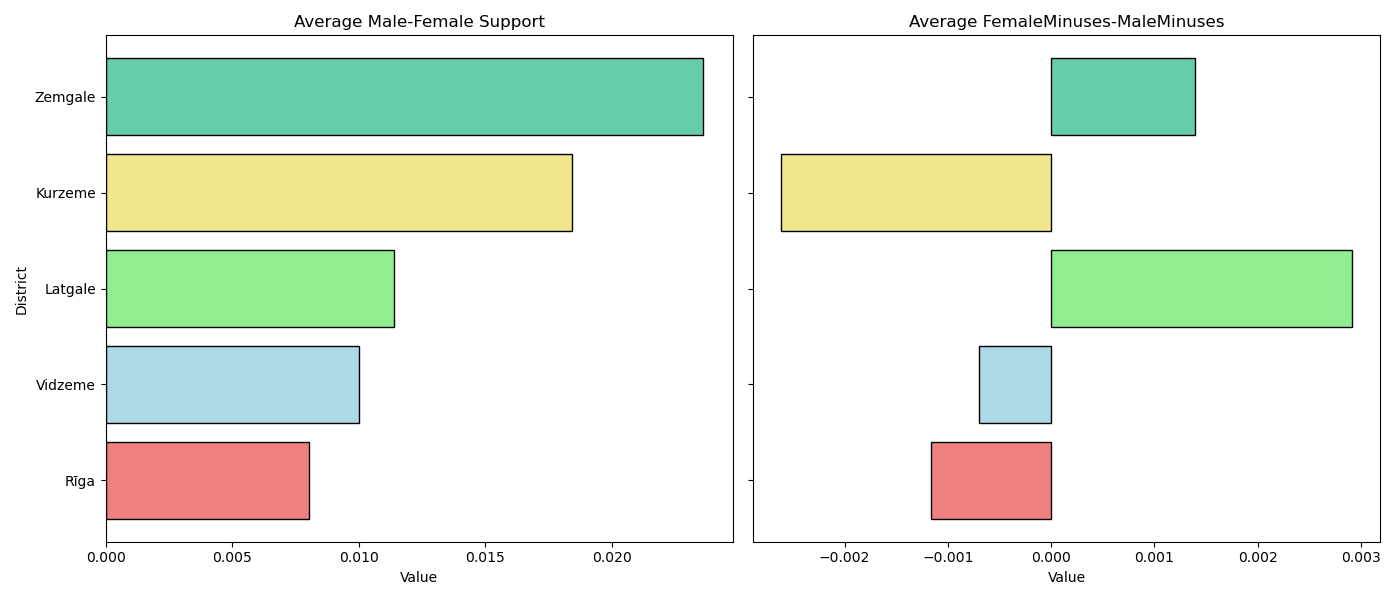 Average Male-Female Support
District
Zemgale
Kurzeme
Latgale
Vidzeme
Rīga
0.000 0.005 0.010 0.015 0.020
Value
Average FemaleMinuses-MaleMinuses
−0.002 −0.001 0.000 0.001 0.002 0.003
Value